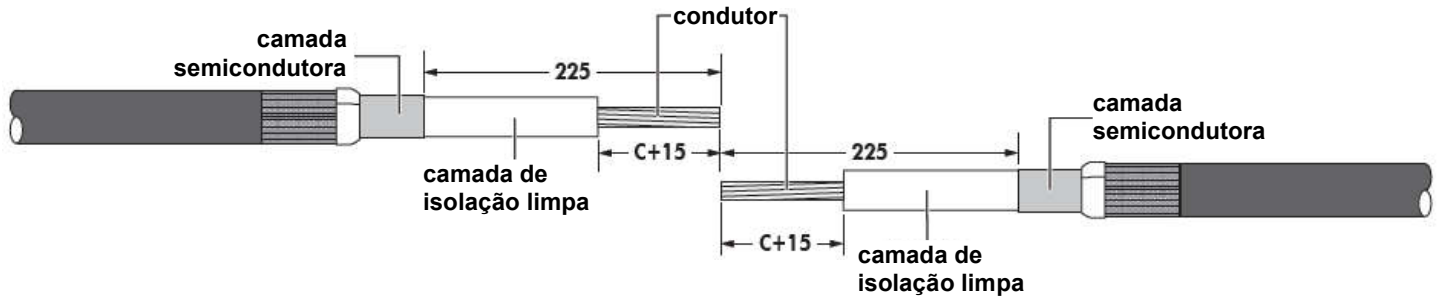 condutor
camada
semicondutora
225
camada
semicondutora
C+15
225
camada de
isolação limpa
C+15
camada de
isolação limpa